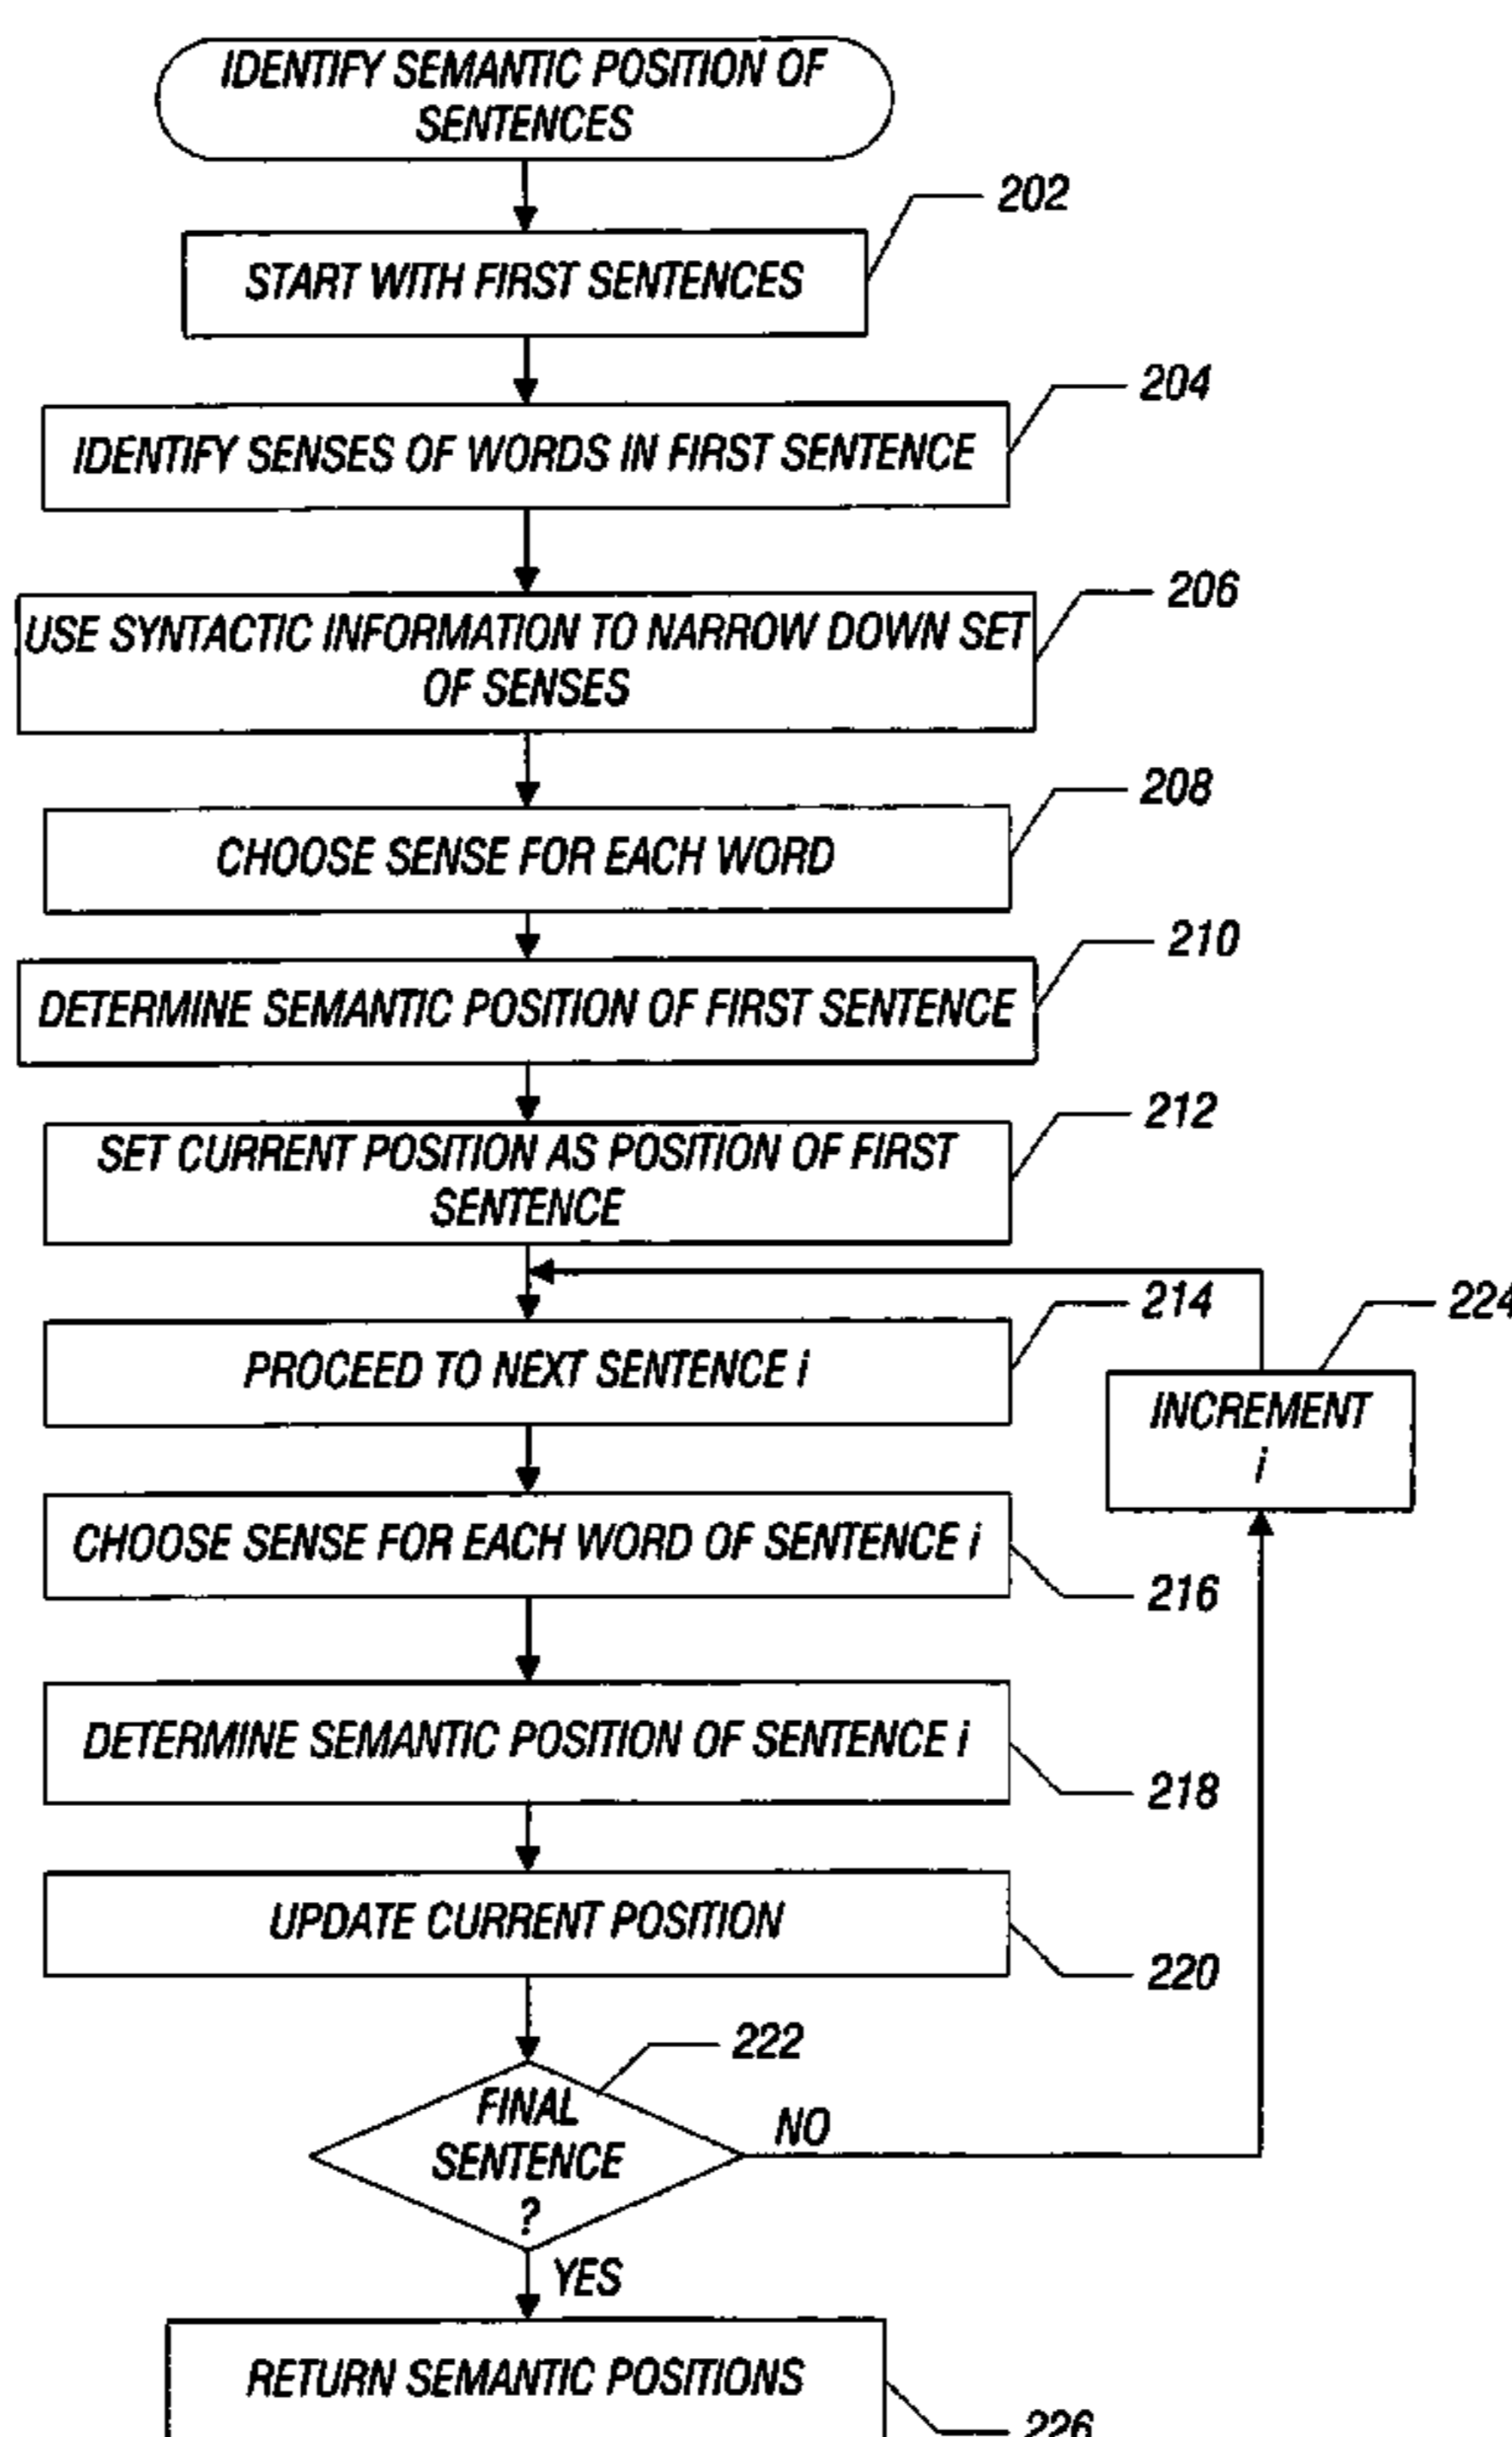 IDENTIFY SEMANTIC POSITION OF
SENTENCES
202
START WITH FIRST SENTENCES
204
IDENTIFY SENSES OF WORDS IN FIRST SENTENCE
206
USE SYNTACTIC INFORMATION TO NARROW DOWN SET
OF SENSES
208
CHOOSE SENSE FOR EACH WORD
210
DETERMINE SEMANTIC POSITION OF FIRST SENTENCE
212
SET CURRENT POSITION AS POSITION OF FIRST
SENTENCE
214
224
PROCEED TO NEXT SENTENCE i
INCREMENT
i
CHOOSE SENSE FOR EACH WORD OF SENTENCE i
216
DETERMINE SEMANTIC POSITION OF SENTENCE i
218
UPDATE CURRENT POSITION
220
222
FINAL
SENTENCE
?
NO
YES
RETURN SEMANTIC POSITIONS
226